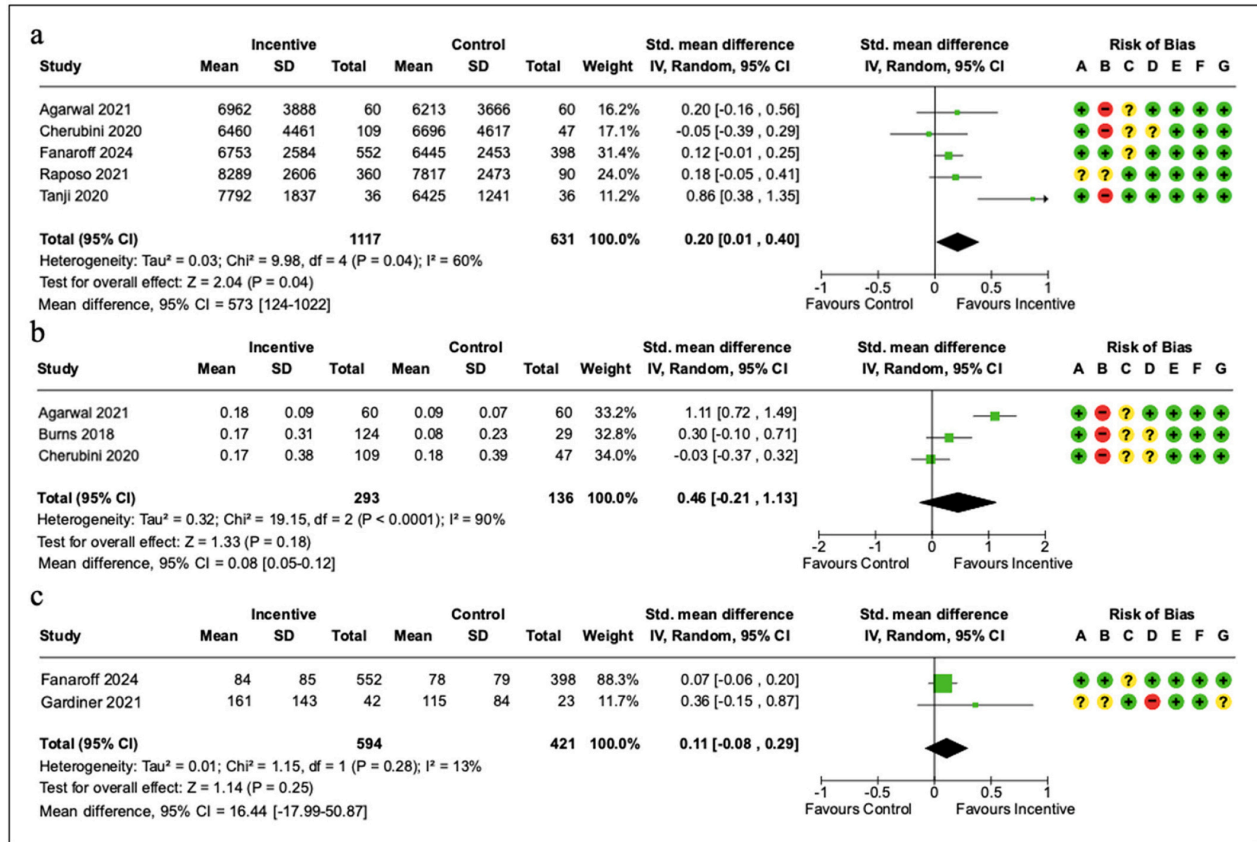 a
Incentive Control Std. mean difference Std. mean difference Risk of Bias
Study Mean SD Total Mean SD Total Weight IV, Random, 95% CI IV, Random, 95% CI A B C D E F G
Agarwal 2021 6962 3888 60 6213 3666 60 16.2% 0.20 [-0.16 , 0.56] + - ? + + + +
Cherubini 2020 6460 4461 109 6696 4617 47 17.1% -0.05 [-0.39 , 0.29] + - ? ? + + +
Fanaroff 2024 6753 2584 552 6445 2453 398 31.4% 0.12 [-0.01 , 0.25] + + ? + + + +
Raposo 2021 8289 2606 360 7817 2473 90 24.0% 0.18 [-0.05 , 0.41] ? ? + + + + +
Tanji 2020 7792 1837 36 6425 1241 36 11.2% 0.86 [0.38 , 1.35] + - + + + + +
Total (95% CI) 1117 631 100.0% 0.20 [0.01 , 0.40]
Heterogeneity: Tau² = 0.03; Chi² = 9.98, df = 4 (P = 0.04); I² = 60%
Test for overall effect: Z = 2.04 (P = 0.04)
-1 -0.5 0 0.5 1
Mean difference, 95% CI = 573 [124-1022]
Favours Control Favours Incentive
b
Incentive Control Std. mean difference Std. mean difference Risk of Bias
Study Mean SD Total Mean SD Total Weight IV, Random, 95% CI IV, Random, 95% CI A B C D E F G
Agarwal 2021 0.18 0.09 60 0.09 0.07 60 33.2% 1.11 [0.72 , 1.49] + - ? + + + +
Burns 2018 0.17 0.31 124 0.08 0.23 29 32.8% 0.30 [-0.10 , 0.71] + - ? ? + + +
Cherubini 2020 0.17 0.38 109 0.18 0.39 47 34.0% -0.03 [-0.37 , 0.32] + - ? ? + + +
Total (95% CI) 293 136 100.0% 0.46 [-0.21 , 1.13]
Heterogeneity: Tau² = 0.32; Chi² = 19.15, df = 2 (P < 0.0001); I² = 90%
Test for overall effect: Z = 1.33 (P = 0.18)
-2 -1 0 1 2
Mean difference, 95% CI = 0.08 [0.05-0.12]
Favours Control Favours Incentive
c
Incentive Control Std. mean difference Std. mean difference Risk of Bias
Study Mean SD Total Mean SD Total Weight IV, Random, 95% CI IV, Random, 95% CI A B C D E F G
Fanaroff 2024 84 85 552 78 79 398 88.3% 0.07 [-0.06 , 0.20] + + ? + + + +
Gardiner 2021 161 143 42 115 84 23 11.7% 0.36 [-0.15 , 0.87] ? ? + - + + ?
Total (95% CI) 594 421 100.0% 0.11 [-0.08 , 0.29]
Heterogeneity: Tau² = 0.01; Chi² = 1.15, df = 1 (P = 0.28); I² = 13%
Test for overall effect: Z = 1.14 (P = 0.25)
-1 -0.5 0 0.5 1
Mean difference, 95% CI = 16.44 [-17.99-50.87]
Favours Control Favours Incentive